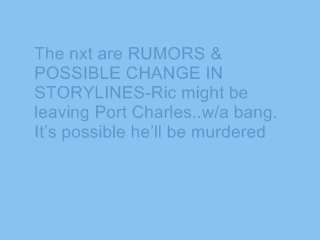 The nxt are RUMORS &
POSSIBLE CHANGE IN
STORYLINES-Ric might be
leaving Port Charles..w/a bang.
It's possible he'll be murdered